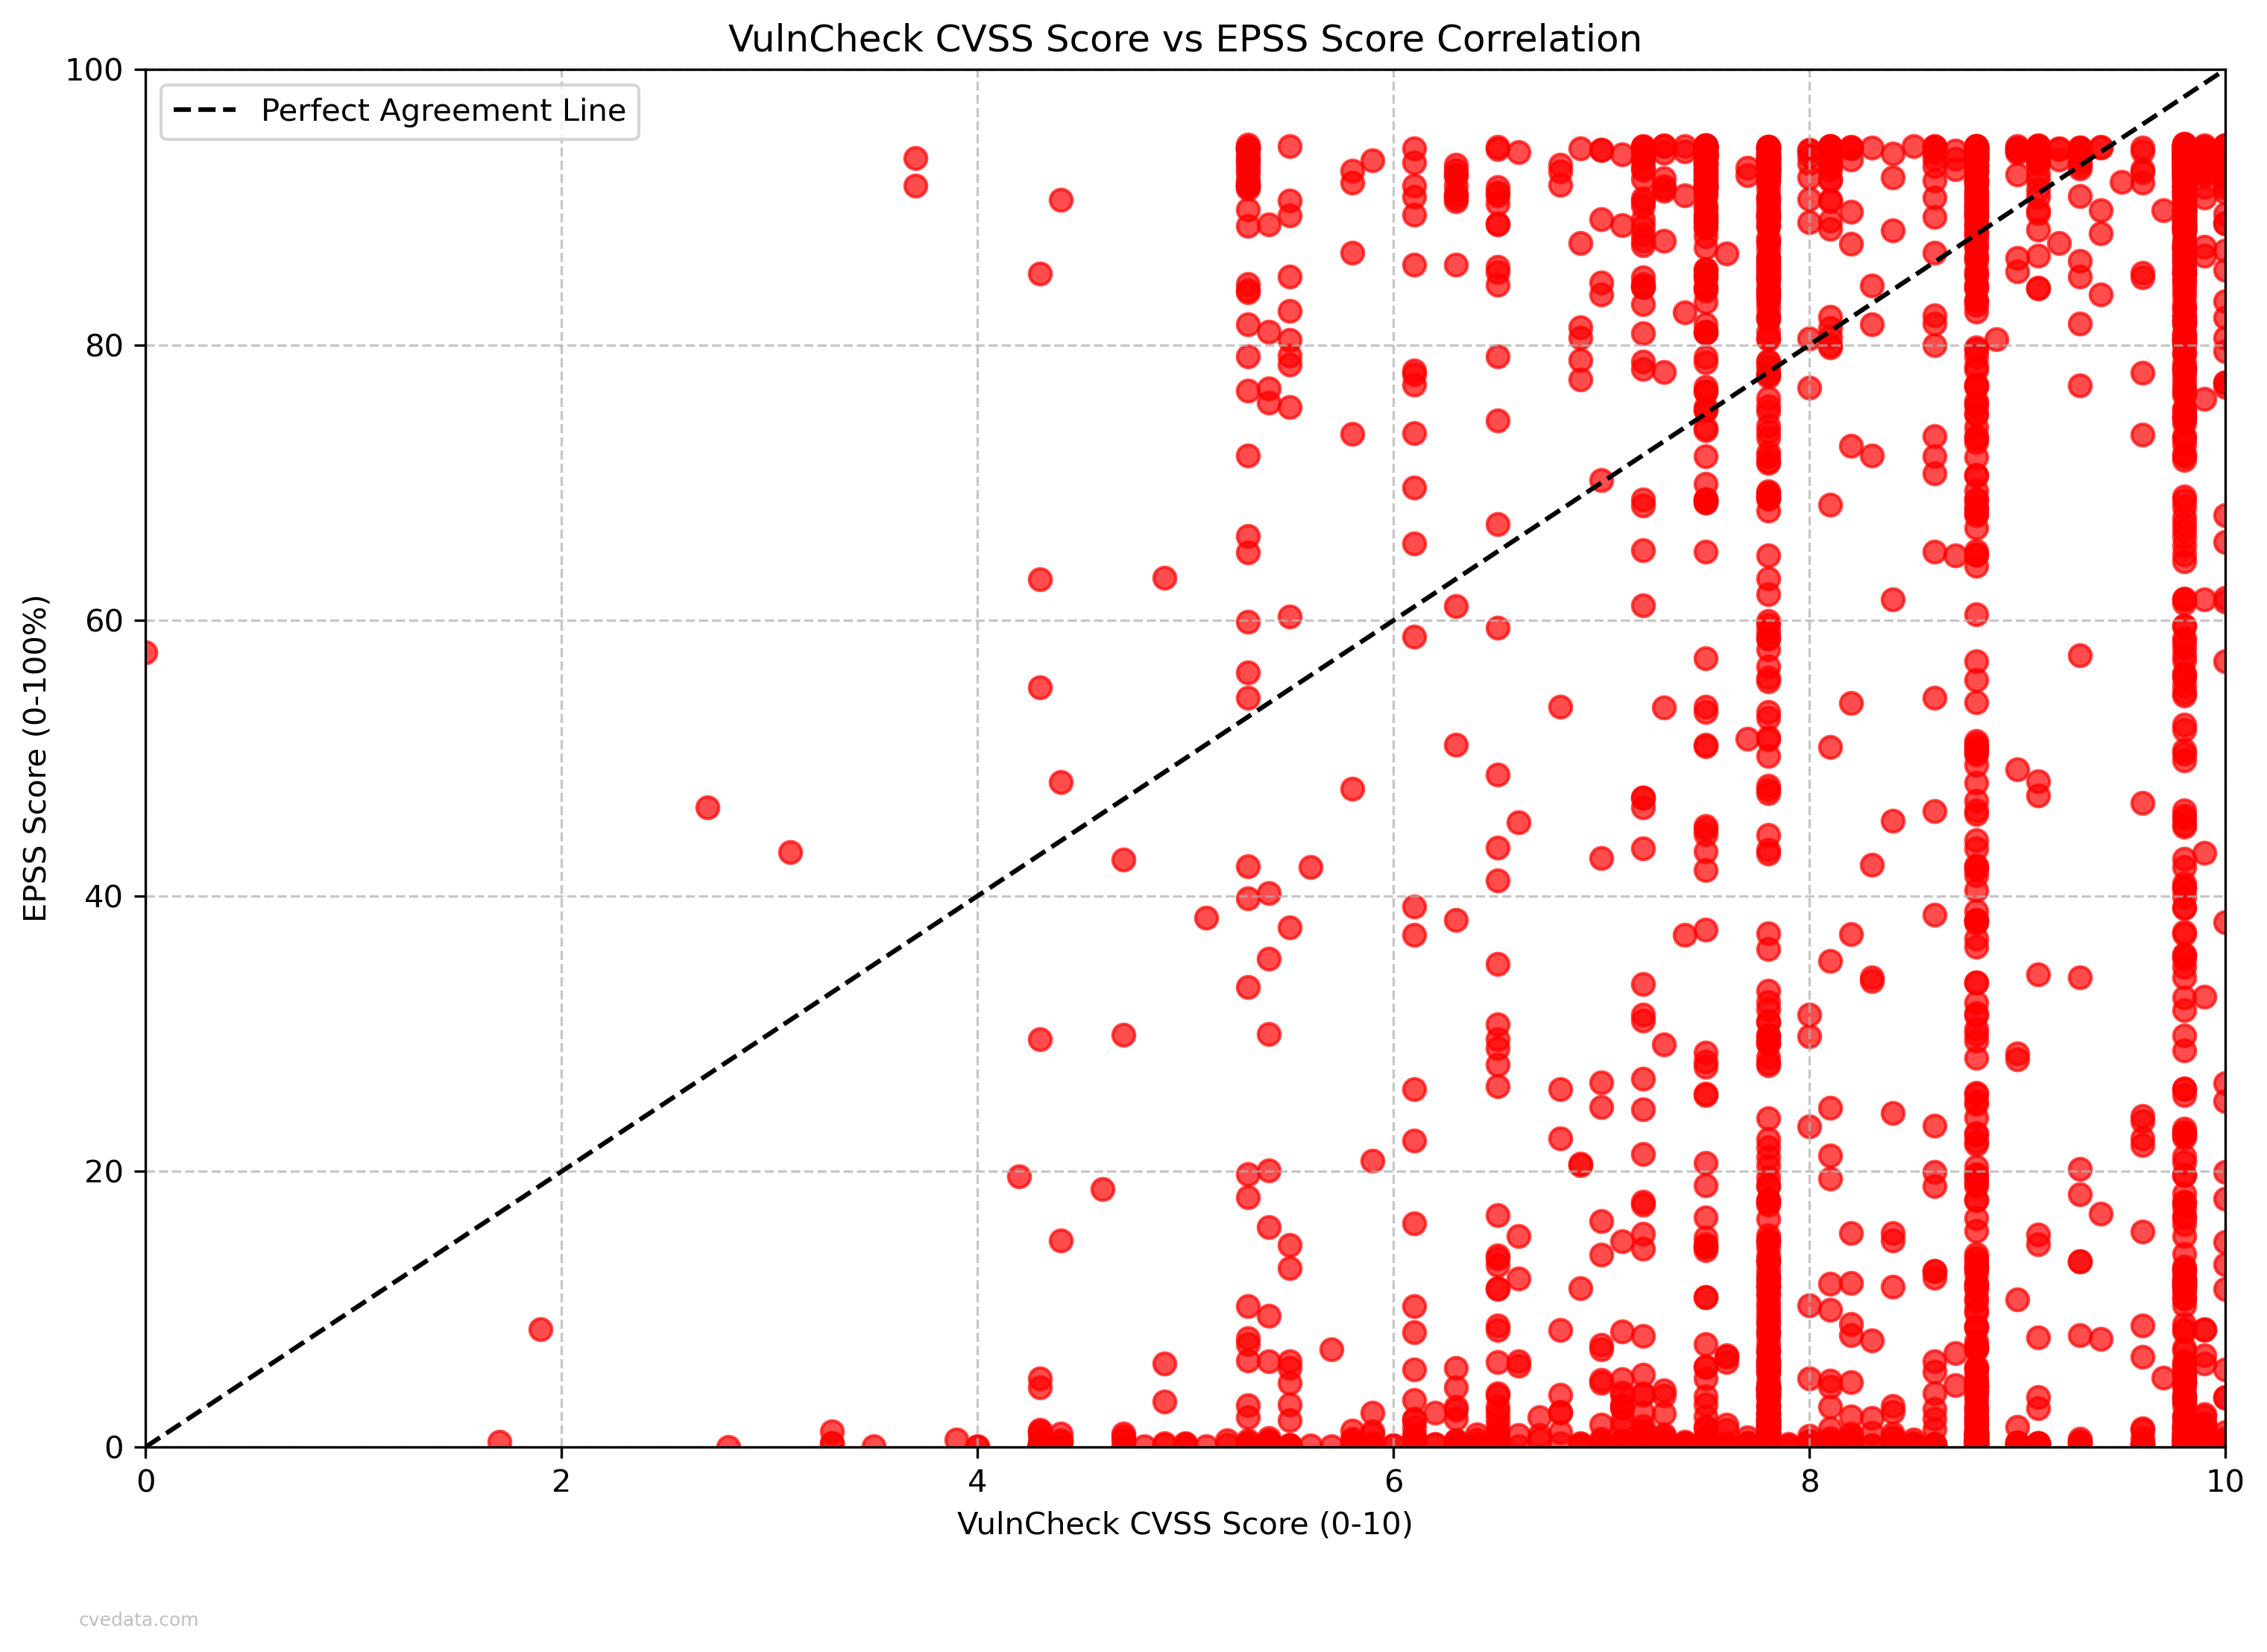 VulnCheck CVSS Score vs EPSS Score Correlation
Perfect Agreement Line
EPSS Score (0-100%)
100
80
60
40
20
0
0 2 4 6 8 10
VulnCheck CVSS Score (0-10)
cvedata.com